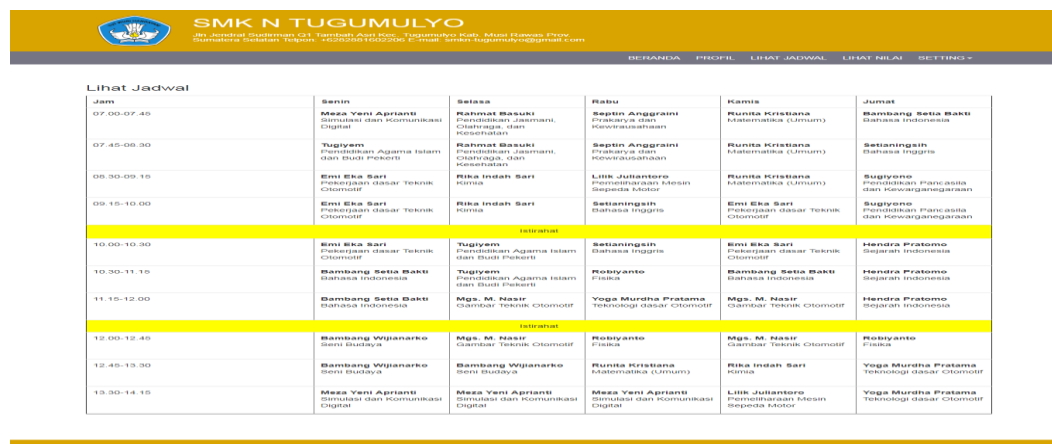 SMK N TUGUMULYO
Jln Jendral Sudirman Q1 Tambah Asri Kec. Tugumulyo Kab. Musi Rawas Prov
Sumatera Selatan Telpon. +6282881602206 E-mail: smkn-tugumulyo@gmail.com
BERANDA PROFIL LIHAT JADWAL LIHAT NILAI SETTING
Lihat Jadwal
Jam Senin Selasa Rabu Kamis Jumat
07.00-07.45 Meza Yeni Aprianti Rahmat Basuki Septin Anggraini Runita Kristiana Bambang Setia Bakti
Simulasi dan Komunikasi Pendidikan Jasmani, Prakarya dan Matematika (Umum) Bahasa Indonesia
Digital Olahraga, dan Kewirausahaan
Kesehatan
07.45-08.30 Tugiyem Rahmat Basuki Septin Anggraini Runita Kristiana Setianingsih
Pendidikan Agama Islam Pendidikan Jasmani, Prakarya dan Matematika (Umum) Bahasa Inggris
dan Budi Pekerti Olahraga, dan Kewirausahaan
Kesehatan
08.30-09.15 Emi Eka Sari Rika Indah Sari Lilik Juliantoro Runita Kristiana Sugiyono
Pekerjaan dasar Teknik Kimia Pemeliharaan Mesin Matematika (Umum) Pendidikan Pancasila
Otomotif Sepeda Motor dan Kewarganegaraan
09.15-10.00 Emi Eka Sari Rika Indah Sari Setianingsih Emi Eka Sari Sugiyono
Pekerjaan dasar Teknik Kimia Bahasa Inggris Pekerjaan dasar Teknik Pendidikan Pancasila
Otomotif Otomotif dan Kewarganegaraan
Istirahat
10.00-10.30 Emi Eka Sari Tugiyem Setianingsih Emi Eka Sari Hendra Pratomo
Pekerjaan dasar Teknik Pendidikan Agama Islam Bahasa Inggris Pekerjaan dasar Teknik Sejarah Indonesia
Otomotif dan Budi Pekerti Otomotif
10.30-11.15 Bambang Setia Bakti Tugiyem Robiyanto Bambang Setia Bakti Hendra Pratomo
Bahasa Indonesia Pendidikan Agama Islam Fisika Bahasa Indonesia Sejarah Indonesia
dan Budi Pekerti
11.15-12.00 Bambang Setia Bakti Mgs. M. Nasir Yoga Murdha Pratama Mgs. M. Nasir Hendra Pratomo
Bahasa Indonesia Gambar Teknik Otomotif Teknologi dasar Otomotif Gambar Teknik Otomotif Sejarah Indonesia
Istirahat
12.00-12.45 Bambang Wijianarko Mgs. M. Nasir Robiyanto Mgs. M. Nasir Robiyanto
Seni Budaya Gambar Teknik Otomotif Fisika Gambar Teknik Otomotif Fisika
12.45-13.30 Bambang Wijianarko Bambang Wijianarko Runita Kristiana Rika Indah Sari Yoga Murdha Pratama
Seni Budaya Seni Budaya Matematika (Umum) Kimia Teknologi dasar Otomotif
13.30-14.15 Meza Yeni Aprianti Meza Yeni Aprianti Meza Yeni Aprianti Lilik Juliantoro Yoga Murdha Pratama
Simulasi dan Komunikasi Simulasi dan Komunikasi Simulasi dan Komunikasi Pemeliharaan Mesin Teknologi dasar Otomotif
Digital Digital Digital Sepeda Motor